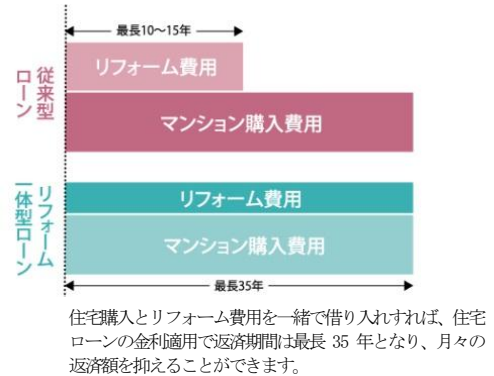 最長10～15年
従来型
ローン
リフォーム費用
マンション購入費用
リフォーム
一体型ローン
リフォーム費用
マンション購入費用
最長35年
住宅購入とリフォーム費用を一緒で借り入れすれば、住宅
ローンの金利適用で返済期間は最長 35 年となり、月々の
返済額を抑えることができます。